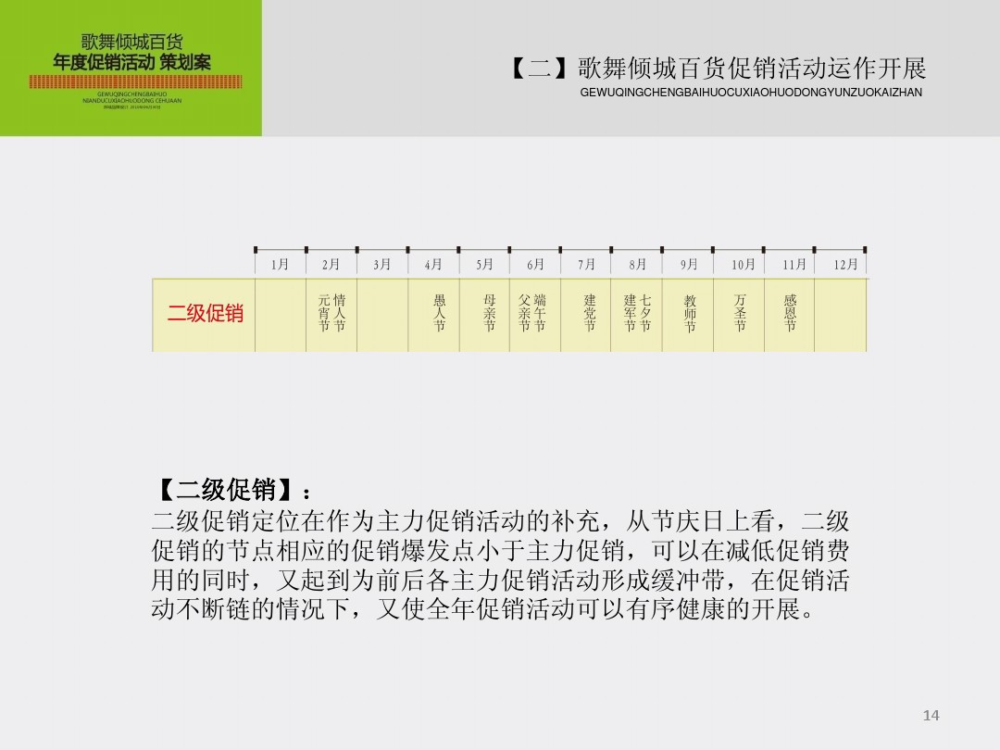 歌舞倾城百货
年度促销活动 策划案
GEWUQINGCHENGBAIHUO
NIANDUCUXIAOHUODONG CEHUAAN
【二】歌舞倾城百货促销活动运作开展
GEWUQINGCHENGBAIHUOCUXIAOHUODONGYUNZUOKAIZHAN
1月 2月 3月 4月 5月 6月 7月 8月 9月 10月 11月 12月
二级促销
元宵节
情人节
愚人节
母亲节
父亲节
端午节
建党节
建军节
七夕节
教师节
万圣节
感恩节
【二级促销】：
二级促销定位在作为主力促销活动的补充，从节庆日上看，二级
促销的节点相应的促销爆发点小于主力促销，可以在减低促销费
用的同时，又起到为前后各主力促销活动形成缓冲带，在促销活
动不断链的情况下，又使全年促销活动可以有序健康的开展。
14